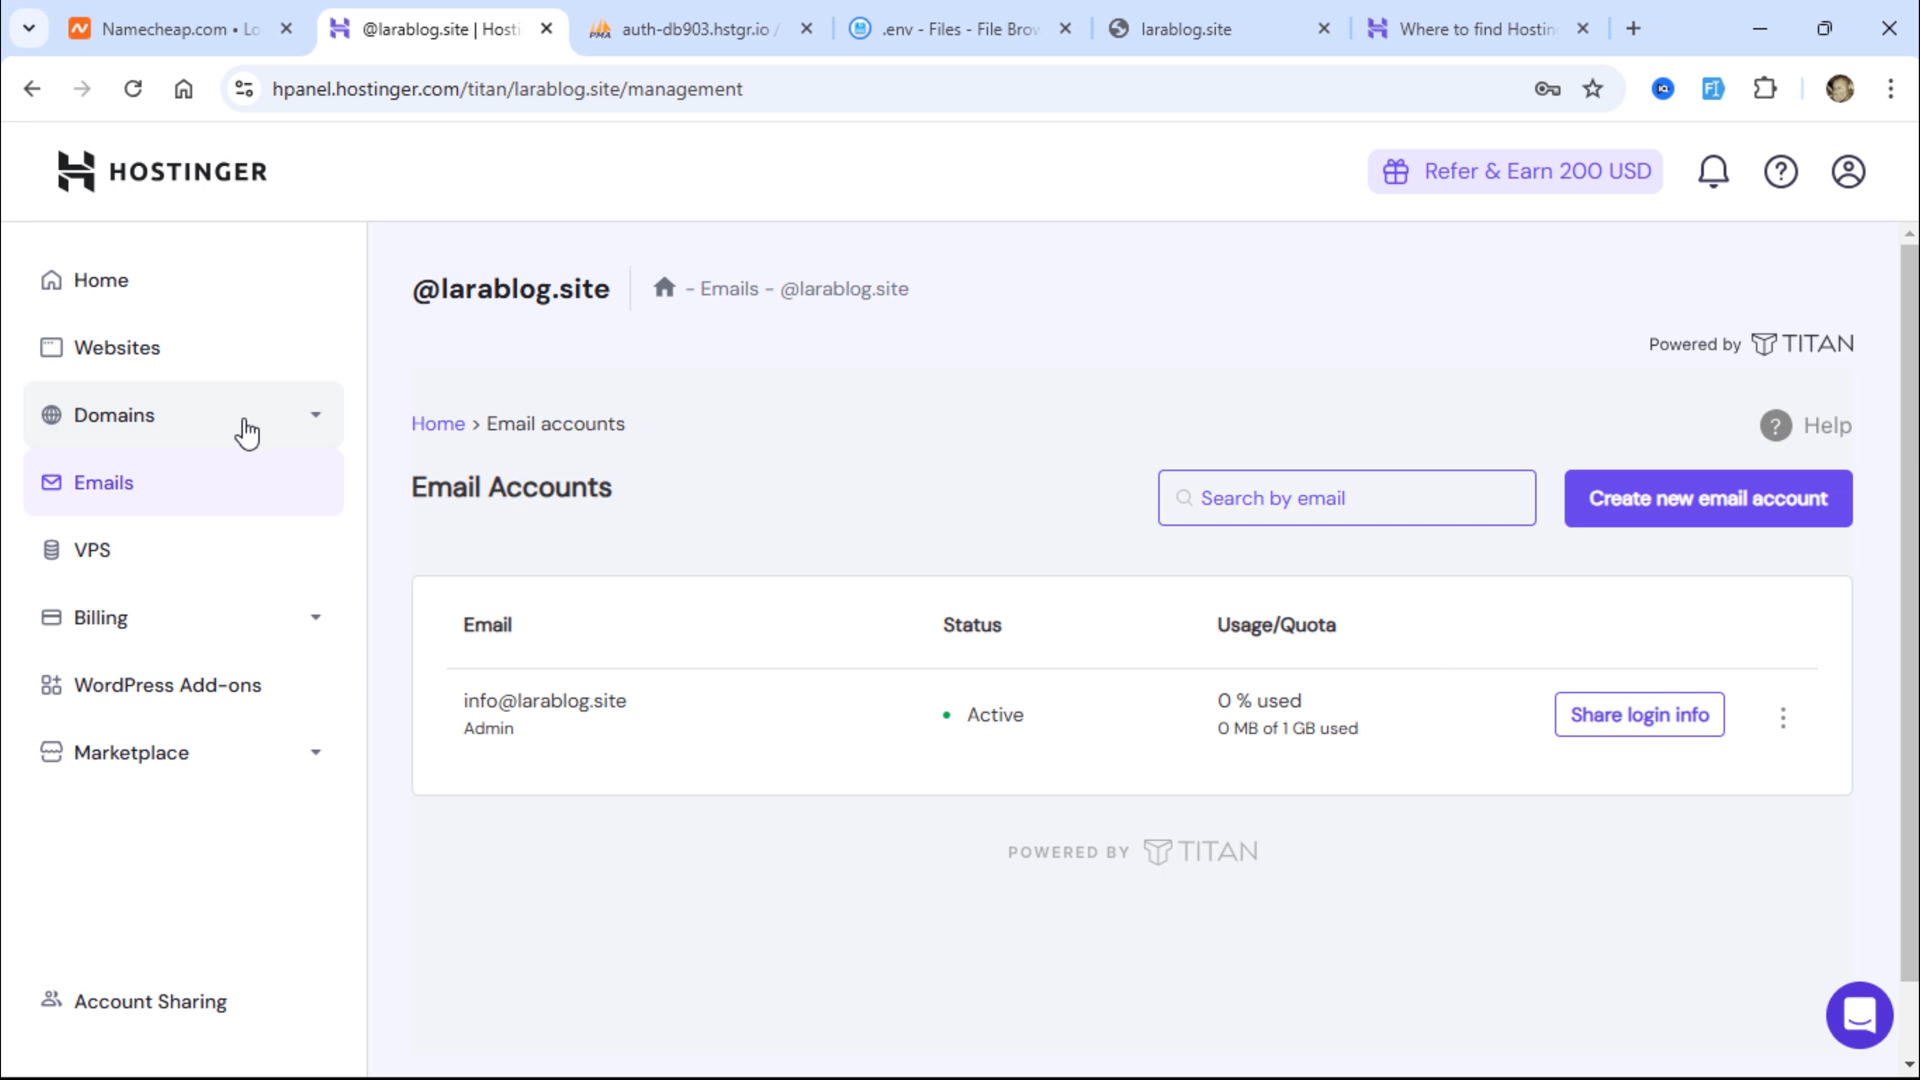 Namecheap.com • Lo
@larablog.site | Hosti
auth-db903.hstgr.io /
.env - Files - File Brow
larablog.site
Where to find Hostin
hpanel.hostinger.com/titan/larablog.site/management
HOSTINGER
Refer & Earn 200 USD
Home
Websites
Domains
Emails
VPS
Billing
WordPress Add-ons
Marketplace
Account Sharing
@larablog.site
- Emails - @larablog.site
Powered by TITAN
Home > Email accounts
? Help
Email Accounts
Search by email
Create new email account
Email Status Usage/Quota
info@larablog.site
Admin
Active
0 % used
0 MB of 1 GB used
Share login info
POWERED BY TITAN